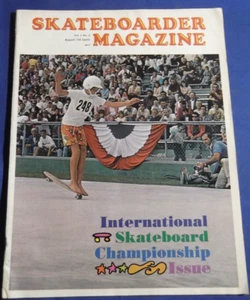 SKATEBOARDER
MAGAZINE
248
International
Skateboard
Championship
Issue